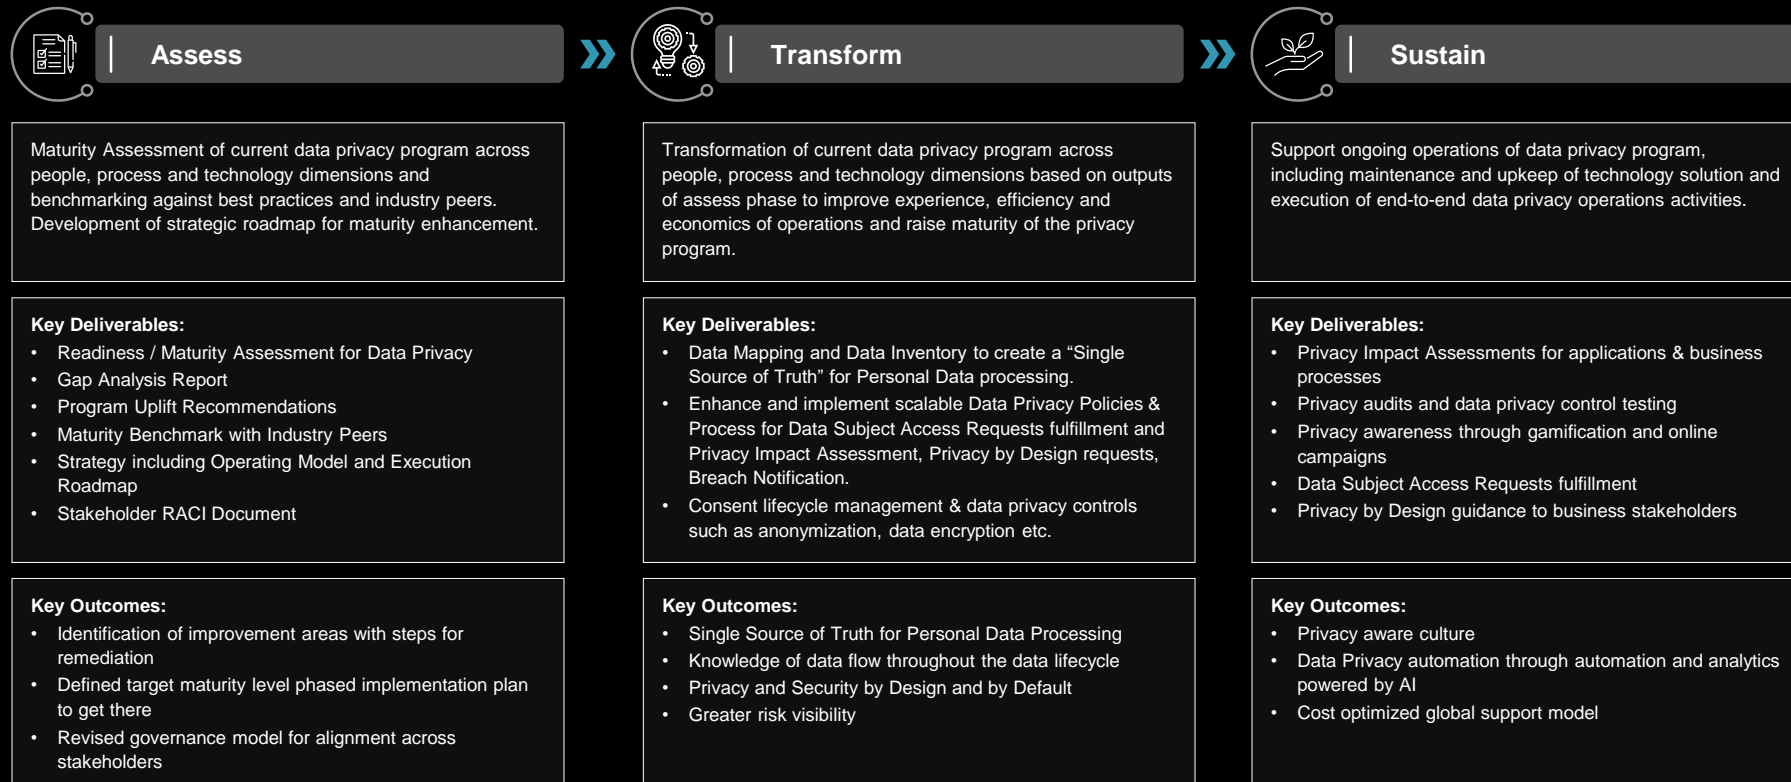 Assess
Transform
Sustain
Maturity Assessment of current data privacy program across
people, process and technology dimensions and
benchmarking against best practices and industry peers.
Development of strategic roadmap for maturity enhancement.
Transformation of current data privacy program across
people, process and technology dimensions based on outputs
of assess phase to improve experience, efficiency and
economics of operations and raise maturity of the privacy
program.
Support ongoing operations of data privacy program,
including maintenance and upkeep of technology solution and
execution of end-to-end data privacy operations activities.
Key Deliverables:
• Readiness / Maturity Assessment for Data Privacy
• Gap Analysis Report
• Program Uplift Recommendations
• Maturity Benchmark with Industry Peers
• Strategy including Operating Model and Execution
Roadmap
• Stakeholder RACI Document
Key Deliverables:
• Data Mapping and Data Inventory to create a “Single
Source of Truth” for Personal Data processing.
• Enhance and implement scalable Data Privacy Policies &
Process for Data Subject Access Requests fulfillment and
Privacy Impact Assessment, Privacy by Design requests,
Breach Notification.
• Consent lifecycle management & data privacy controls
such as anonymization, data encryption etc.
Key Deliverables:
• Privacy Impact Assessments for applications & business
processes
• Privacy audits and data privacy control testing
• Privacy awareness through gamification and online
campaigns
• Data Subject Access Requests fulfillment
• Privacy by Design guidance to business stakeholders
Key Outcomes:
• Identification of improvement areas with steps for
remediation
• Defined target maturity level phased implementation plan
to get there
• Revised governance model for alignment across
stakeholders
Key Outcomes:
• Single Source of Truth for Personal Data Processing
• Knowledge of data flow throughout the data lifecycle
• Privacy and Security by Design and by Default
• Greater risk visibility
Key Outcomes:
• Privacy aware culture
• Data Privacy automation through automation and analytics
powered by AI
• Cost optimized global support model